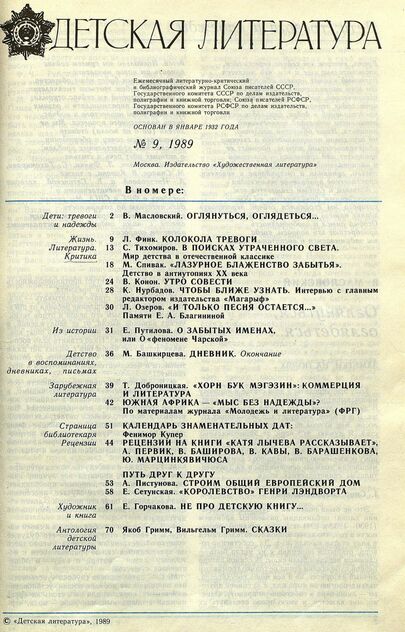 ДЕТСКАЯ ЛИТЕРАТУРА
Ежемесячный литературно-критический
и библиографический журнал Союза писателей СССР,
Государственного комитета СССР по делам издательств,
полиграфии и книжной торговли; Союза писателей РСФСР,
Государственного комитета РСФСР по делам издательств,
полиграфии и книжной торговли
ОСНОВАН В ЯНВАРЕ 1932 ГОДА
№ 9, 1989
Москва. Издательство «Художественная литература»
В номере:
Дети: тревоги 2 В. Масловский. ОГЛЯНУТЬСЯ, ОГЛЯДЕТЬСЯ...
и надежды
Жизнь. 9 Л. Финк. КОЛОКОЛА ТРЕВОГИ
Литература. 13 С. Тихомиров. В ПОИСКАХ УТРАЧЕННОГО СВЕТА.
Критика Мир детства в отечественной классике
18 М. Спивак. «ЛАЗУРНОЕ БЛАЖЕНСТВО ЗАБЫТЬЯ».
Детство в антиутопиях XX века
24 В. Конон. УТРО СОВЕСТИ
28 К. Курбадов. ЧТОБЫ БЛИЖЕ УЗНАТЬ. Интервью с главным
редактором издательства «Магарыф»
30 Л. Озеров. «И ТОЛЬКО ПЕСНЯ ОСТАЕТСЯ...»
Памяти Е. А. Благининой
Из истории 31 Е. Путилова. О ЗАБЫТЫХ ИМЕНАХ,
или О «феномене Чарской»
Детство 36 М. Башкирцева. ДНЕВНИК. Окончание
в воспоминаниях,
дневниках, письмах
Зарубежная 39 Т. Доброницкая. «ХОРН БУК МЭГЭЗИН»: КОММЕРЦИЯ
литература И ЛИТЕРАТУРА
42 ЮЖНАЯ АФРИКА — «МЫС БЕЗ НАДЕЖДЫ»?
По материалам журнала «Молодежь и литература» (ФРГ)
Страница 51 КАЛЕНДАРЬ ЗНАМЕНАТЕЛЬНЫХ ДАТ:
библиотекаря Фенимор Купер
Рецензии 44 РЕЦЕНЗИИ НА КНИГИ «КАТЯ ЛЫЧЕВА РАССКАЗЫВАЕТ»,
А. ПЕРВИК, В. БАШИРОВА, В. КАВЫ, В. БАРАШЕНКОВА,
Ю. МАРЦИНКЯВИЧЮСА
ПУТЬ ДРУГ К ДРУГУ
53 А. Пистунова. СТРОИМ ОБЩИЙ ЕВРОПЕЙСКИЙ ДОМ
58 Е. Сетунская. «КОРОЛЕВСТВО» ГЕНРИ ЛЭНДВОРТА
Художник 61 Е. Горчакова. НЕ ПРО ДЕТСКУЮ КНИГУ...
и книга
Антология 70 Якоб Гримм, Вильгельм Гримм. СКАЗКИ
детской
литературы
© «Детская литература», 1989